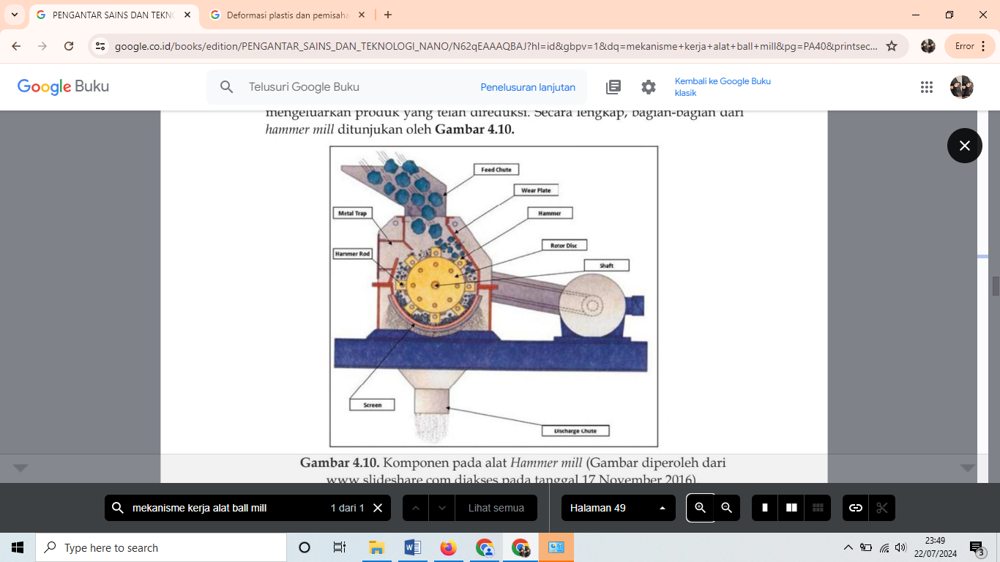 PENGANTAR SAINS DAN TEKNO
Deformasi plastis dan pemisaha
google.co.id/books/edition/PENGANTAR_SAINS_DAN_TEKNOLOGI_NANO/N62qEAAAQBAJ?hl=id&gbpv=1&dq=mekanisme+kerja+alat+ball+mill&pg=PA40&printsec...
Error
Google Buku
Telusuri Google Buku
Penelusuran lanjutan
Kembali ke Google Buku
klasik
mengeluarkan produk yang telah direduksi. Secara lengkap, bagian-bagian dari
hammer mill ditunjukan oleh Gambar 4.10.
Feed Chute
Wear Plate
Metal Trap
Hammer
Rotor Disc
Hammer Rod
Shaft
Screen
Discharge Chute
Gambar 4.10. Komponen pada alat Hammer mill (Gambar diperoleh dari
www.slideshare.com diakses pada tanggal 17 November 2016)
mekanisme kerja alat ball mill
1 dari 1
Lihat semua
Halaman 49
Type here to search
23:49
22/07/2024
3